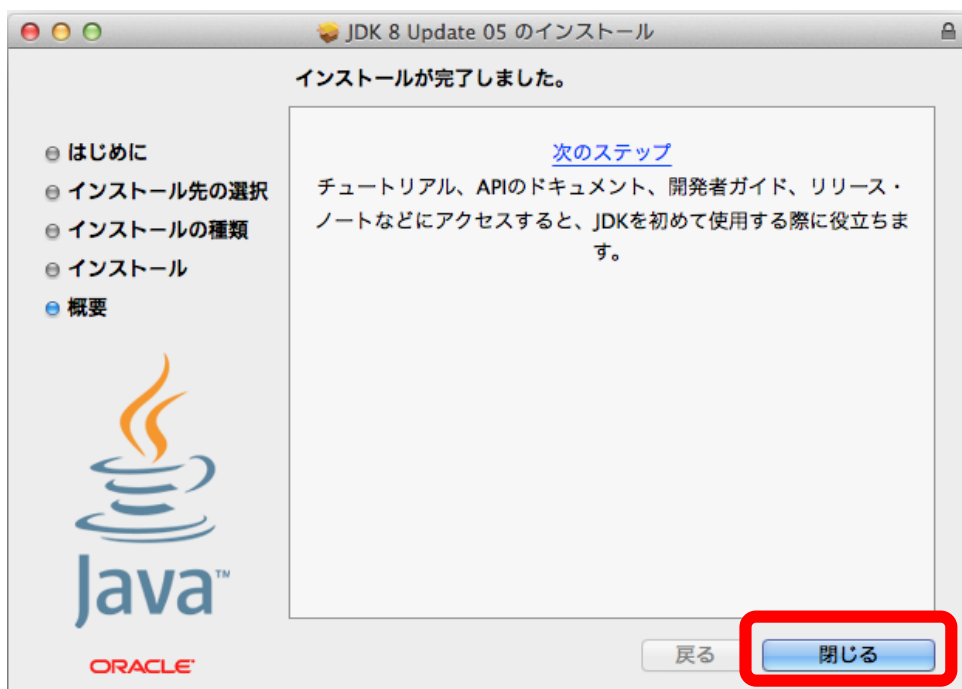 JDK 8 Update 05 のインストール
インストールが完了しました。
はじめに
インストール先の選択
インストールの種類
インストール
概要
次のステップ
チュートリアル、APIのドキュメント、開発者ガイド、リリース・
ノートなどにアクセスすると、JDKを初めて使用する際に役立ちま
す。
Java™
ORACLE®
戻る
閉じる